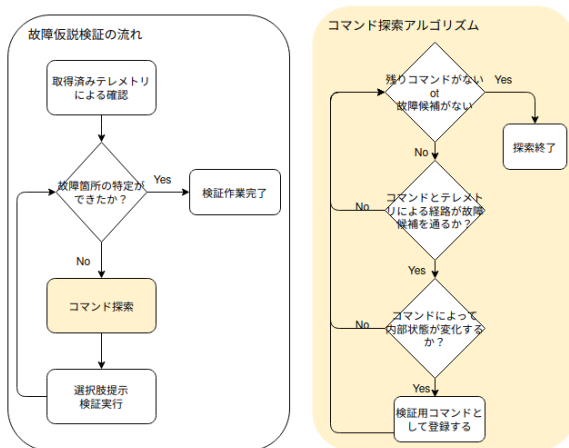 故障仮説検証の流れ
取得済みテレメトリ
による確認
故障箇所の特定が
できたか？
Yes
検証作業完了
No
コマンド探索
選択肢提示
検証実行
コマンド探索アルゴリズム
残りコマンドがない
ot
故障候補がない
Yes
探索終了
No
コマンドとテレメト
リによる経路が故障
候補を通るか？
No
Yes
コマンドによって
内部状態が変化する
か？
No
Yes
検証用コマンドと
して登録する